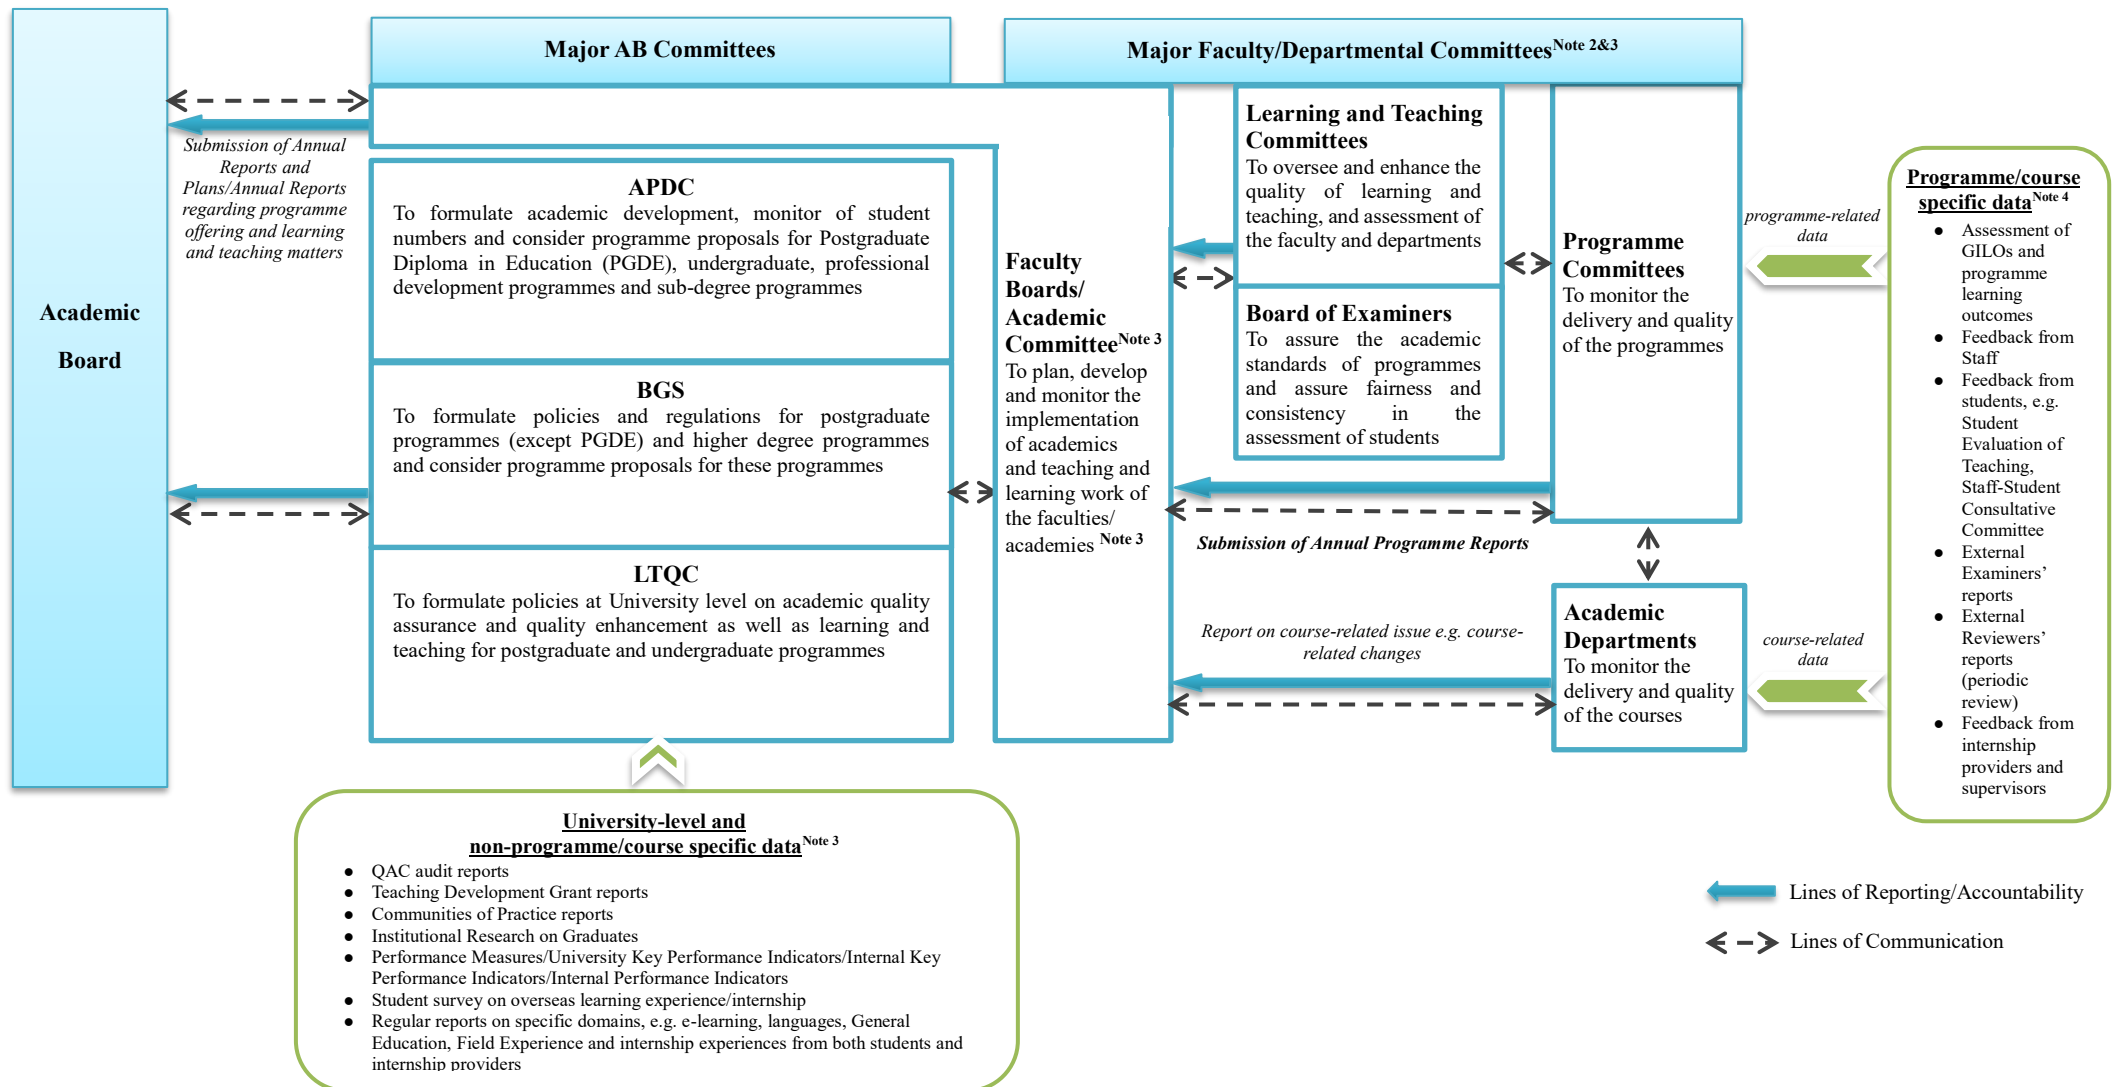 Major AB Committees
Major Faculty/Departmental Committees Note 2&3
Academic
Board
Submission of Annual
Reports and
Plans/Annual Reports
regarding programme
offering and learning
and teaching matters
APDC
To formulate academic development, monitor of student
numbers and consider programme proposals for Postgraduate
Diploma in Education (PGDE), undergraduate, professional
development programmes and sub-degree programmes
BGS
To formulate policies and regulations for postgraduate
programmes (except PGDE) and higher degree programmes
and consider programme proposals for these programmes
LTQC
To formulate policies at University level on academic quality
assurance and quality enhancement as well as learning and
teaching for postgraduate and undergraduate programmes
Faculty
Boards/
Academic
Committee Note 3
To plan, develop
and monitor the
implementation
of academics
and teaching and
learning work of
the faculties/
academies Note 3
Learning and Teaching
Committees
To oversee and enhance the
quality of learning and
teaching, and assessment of
the faculty and departments
Board of Examiners
To assure the academic
standards of programmes
and assure fairness and
consistency in the
assessment of students
Programme
Committees
To monitor the
delivery and quality
of the programmes
Submission of Annual Programme Reports
Report on course-related issue e.g. course-
related changes
Academic
Departments
To monitor the
delivery and quality
of the courses
programme-related
data
course-related
data
Programme/course
specific data Note 4
● Assessment of
GILOs and
programme
learning
outcomes
● Feedback from
Staff
● Feedback from
students, e.g.
Student
Evaluation of
Teaching,
Staff-Student
Consultative
Committee
● External
Examiners’
reports
● External
Reviewers’
reports
(periodic
review)
● Feedback from
internship
providers and
supervisors
University-level and
non-programme/course specific data Note 3
● QAC audit reports
● Teaching Development Grant reports
● Communities of Practice reports
● Institutional Research on Graduates
● Performance Measures/University Key Performance Indicators/Internal Key
Performance Indicators/Internal Performance Indicators
● Student survey on overseas learning experience/internship
● Regular reports on specific domains, e.g. e-learning, languages, General
Education, Field Experience and internship experiences from both students and
internship providers
Lines of Reporting/Accountability
Lines of Communication